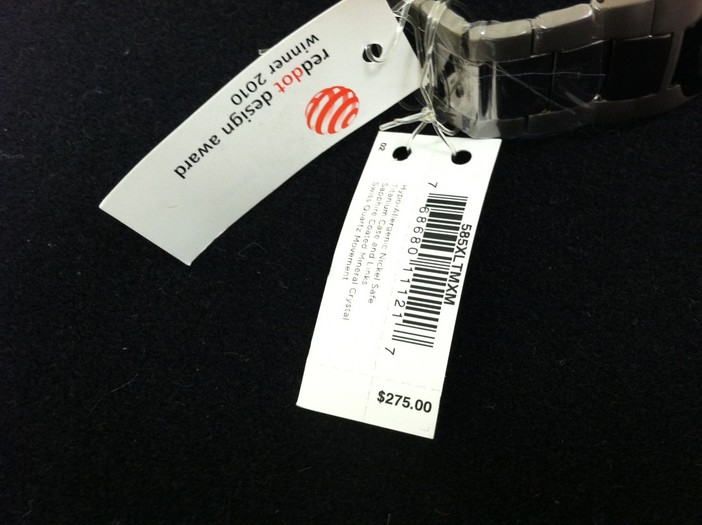 reddot design award
winner 2010
02
585XLTMXM
7 68680 11121 7
Hypo-Allergenic Nickel Safe
Titanium Case and Links
Sapphire Coated Mineral Crystal
Swiss Quartz Movement
$275.00